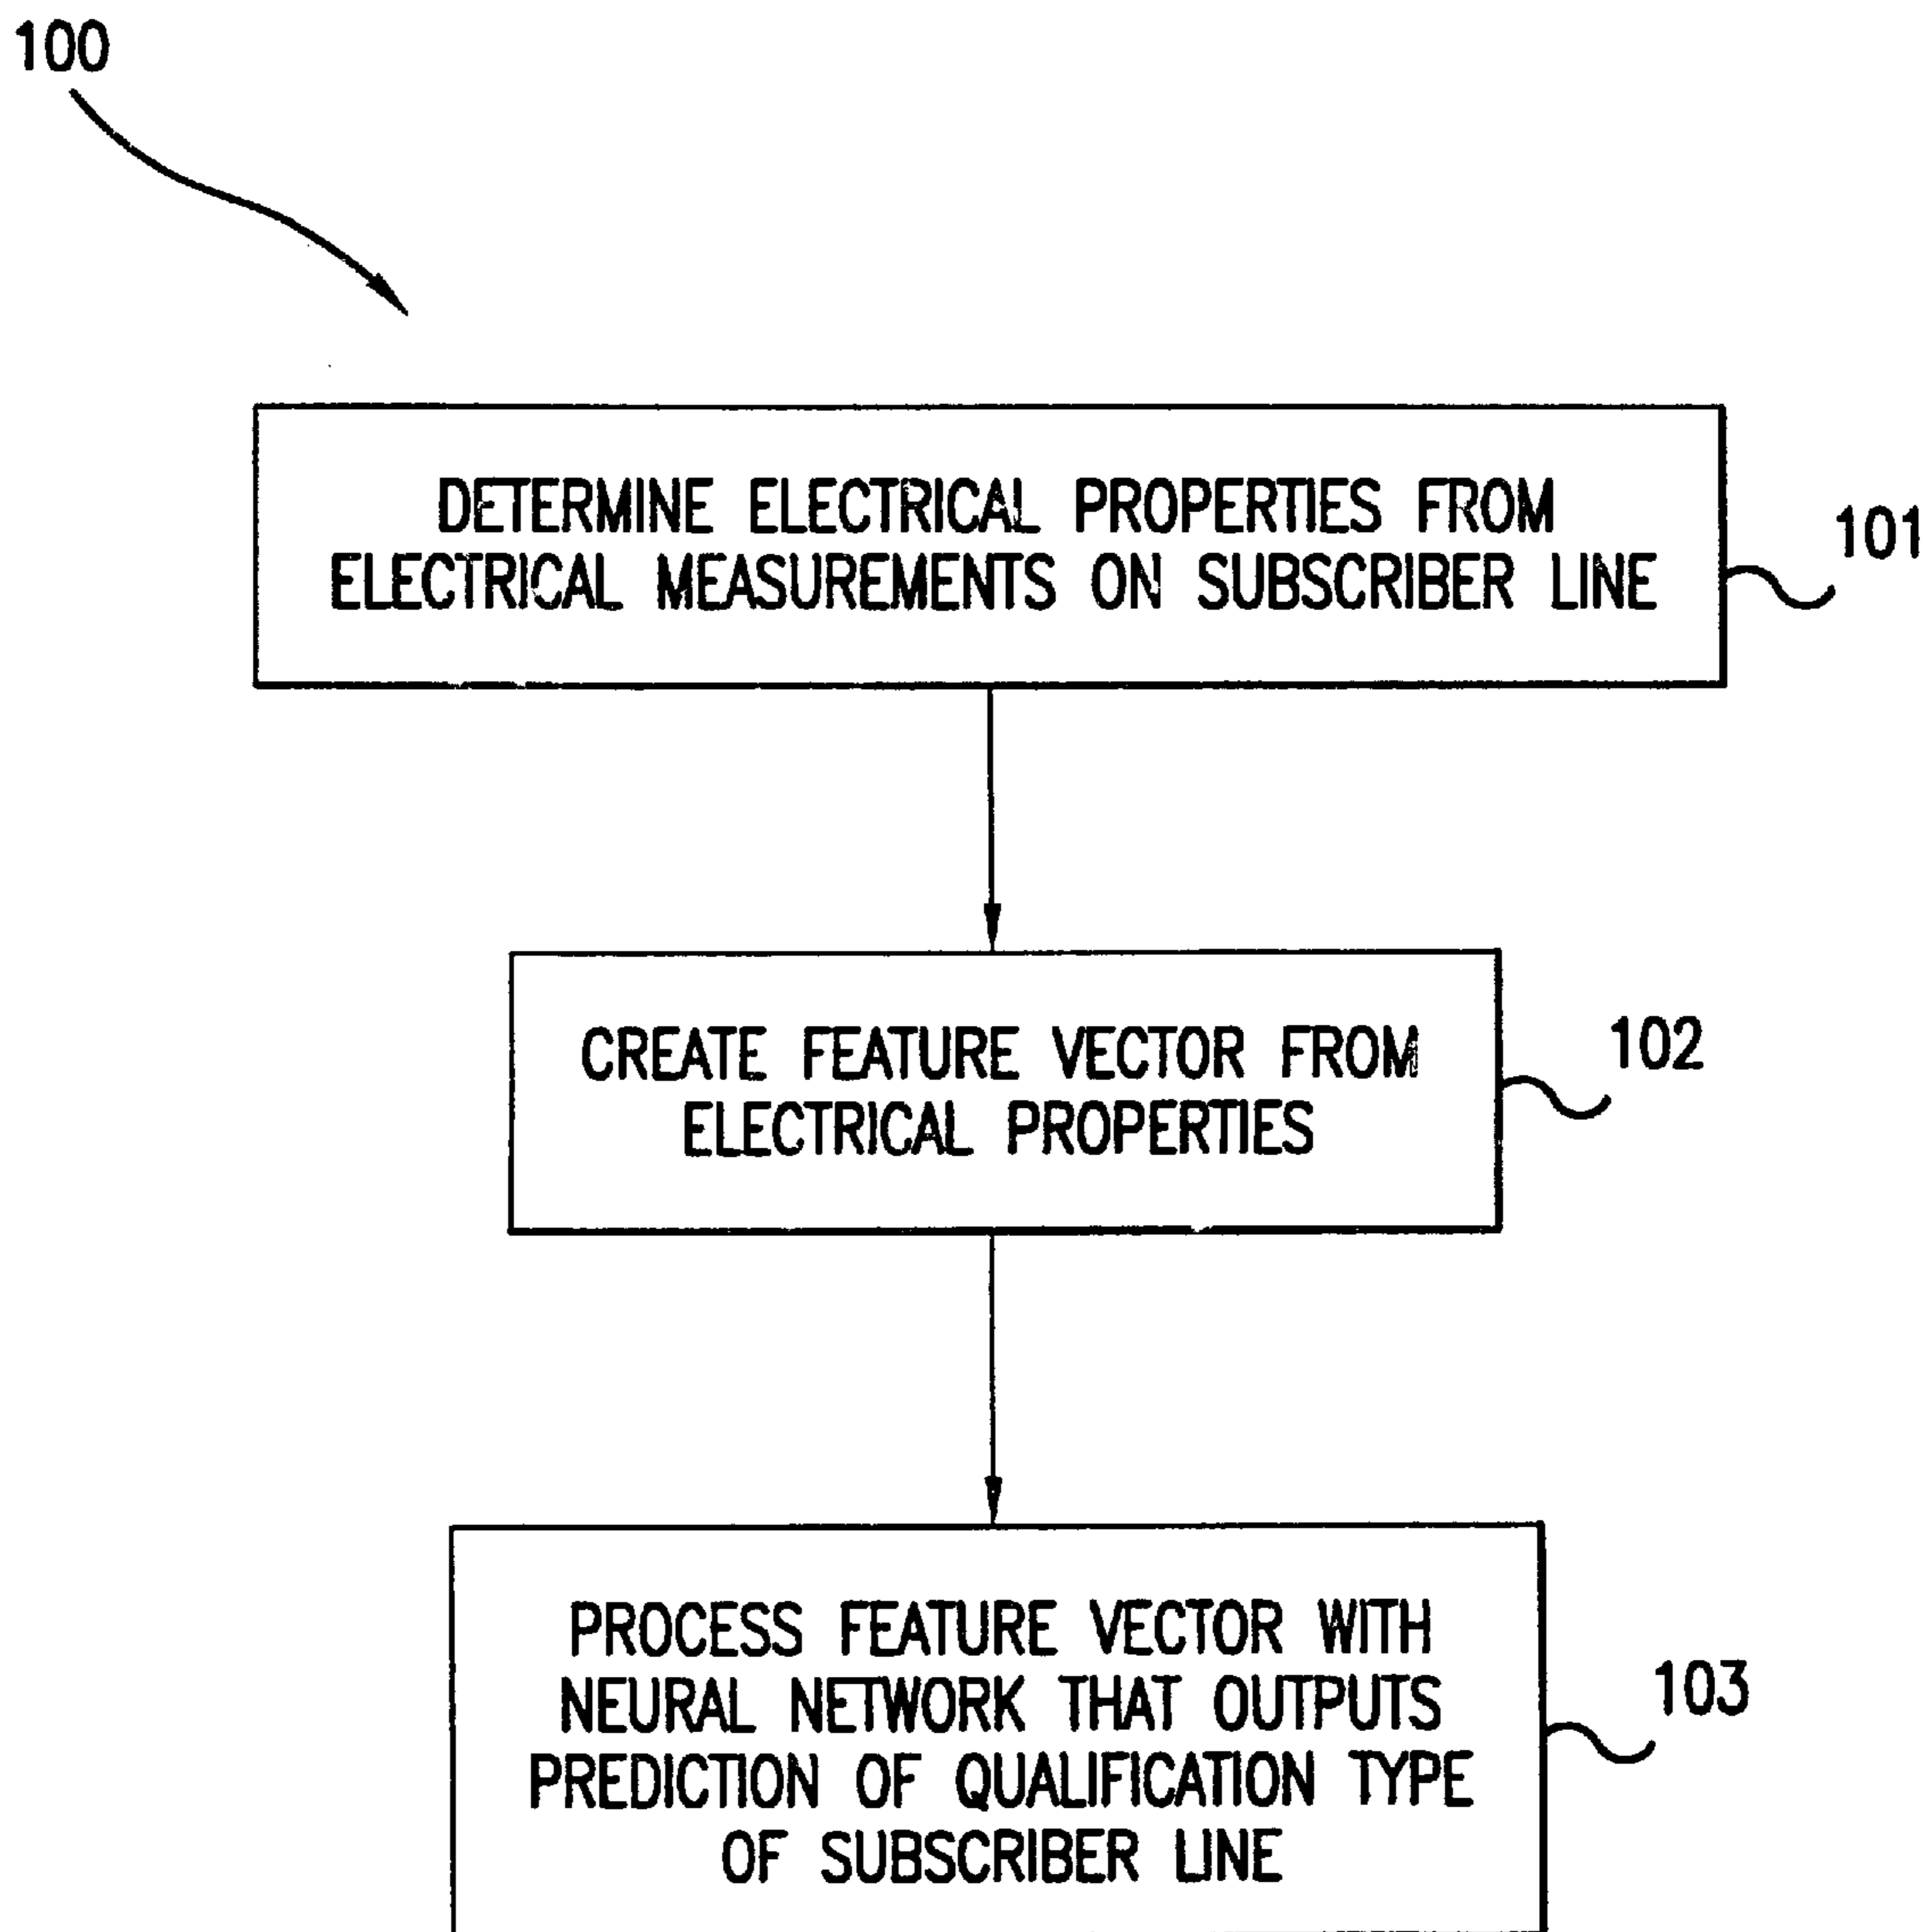 100
DETERMINE ELECTRICAL PROPERTIES FROM
ELECTRICAL MEASUREMENTS ON SUBSCRIBER LINE
101
CREATE FEATURE VECTOR FROM
ELECTRICAL PROPERTIES
102
PROCESS FEATURE VECTOR WITH
NEURAL NETWORK THAT OUTPUTS
PREDICTION OF QUALIFICATION TYPE
OF SUBSCRIBER LINE
103